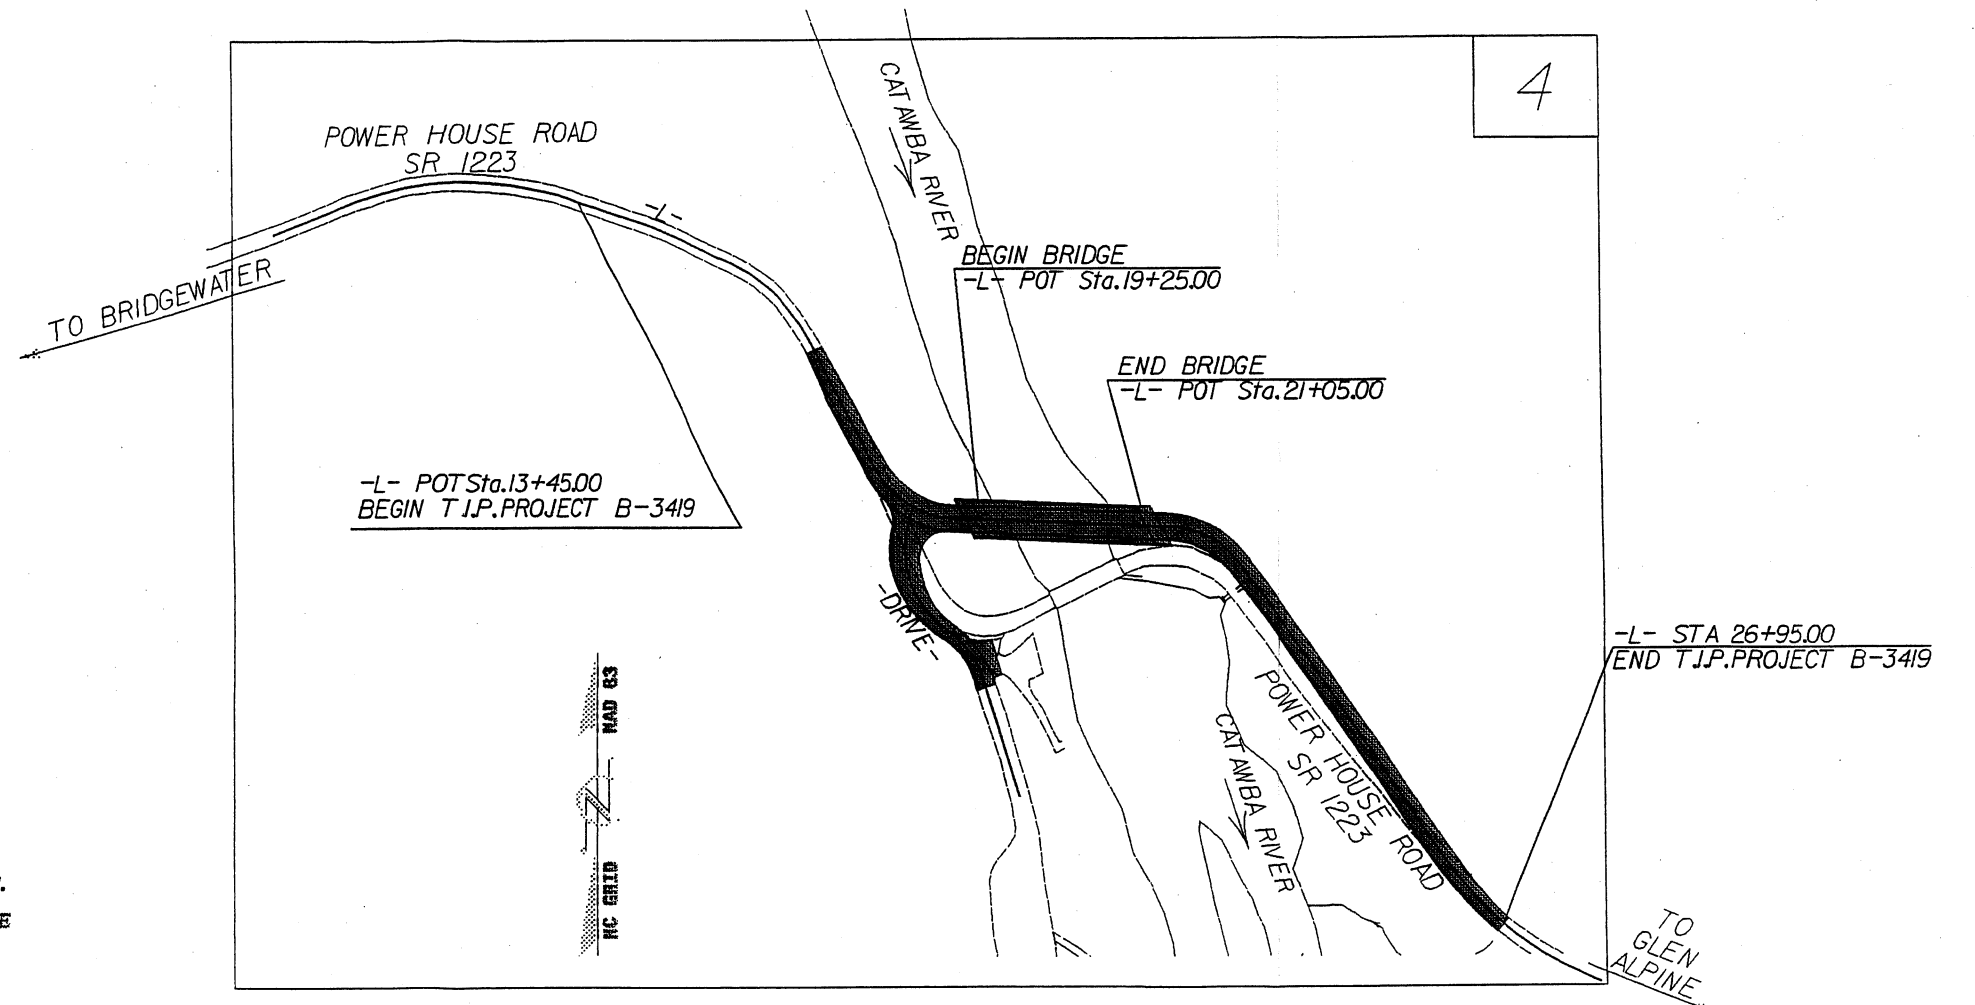 4
CATAWBA RIVER
POWER HOUSE ROAD
SR 1223
-L-
BEGIN BRIDGE
-L- POT Sta.19+25.00
TO BRIDGEWATER
END BRIDGE
-L- POT Sta.21+05.00
-L- POT Sta.13+45.00
BEGIN T.I.P. PROJECT B-3419
-DRIVE-
-L- STA 26+95.00
END T.I.P. PROJECT B-3419
NC GRID NAD 83
POWER HOUSE ROAD
SR 1223
CATAWBA RIVER
TO
GLEN
ALPINE